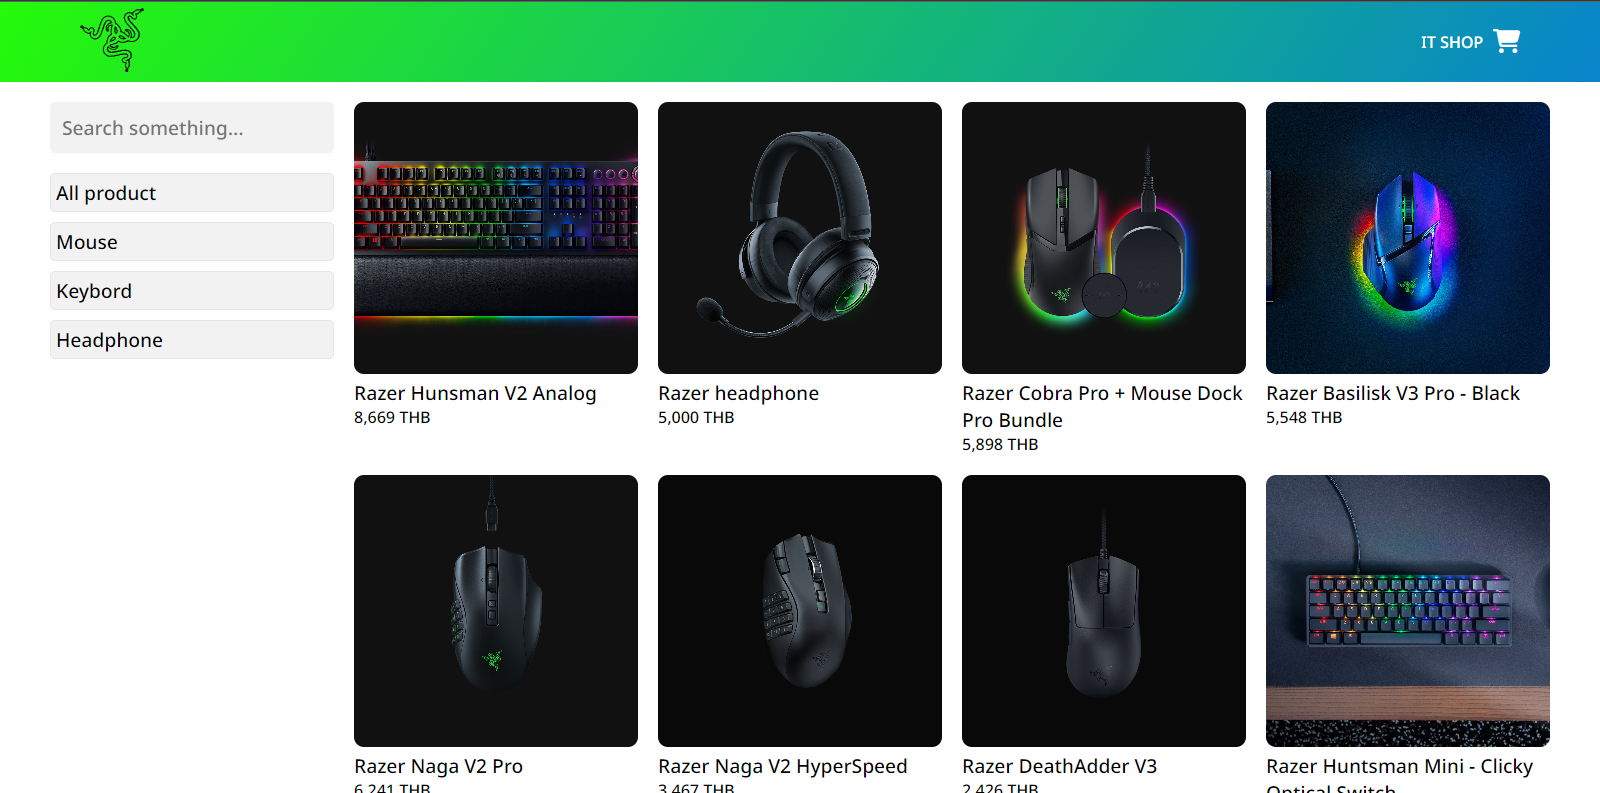 IT SHOP
Search something...
All product
Mouse
Keybord
Headphone
Razer Hunsman V2 Analog
8,669 THB
Razer headphone
5,000 THB
Razer Cobra Pro + Mouse Dock
Pro Bundle
5,898 THB
Razer Basilisk V3 Pro - Black
5,548 THB
Razer Naga V2 Pro
6,241 THB
Razer Naga V2 HyperSpeed
3,467 THB
Razer DeathAdder V3
2,426 THB
Razer Huntsman Mini - Clicky
Optical Switch